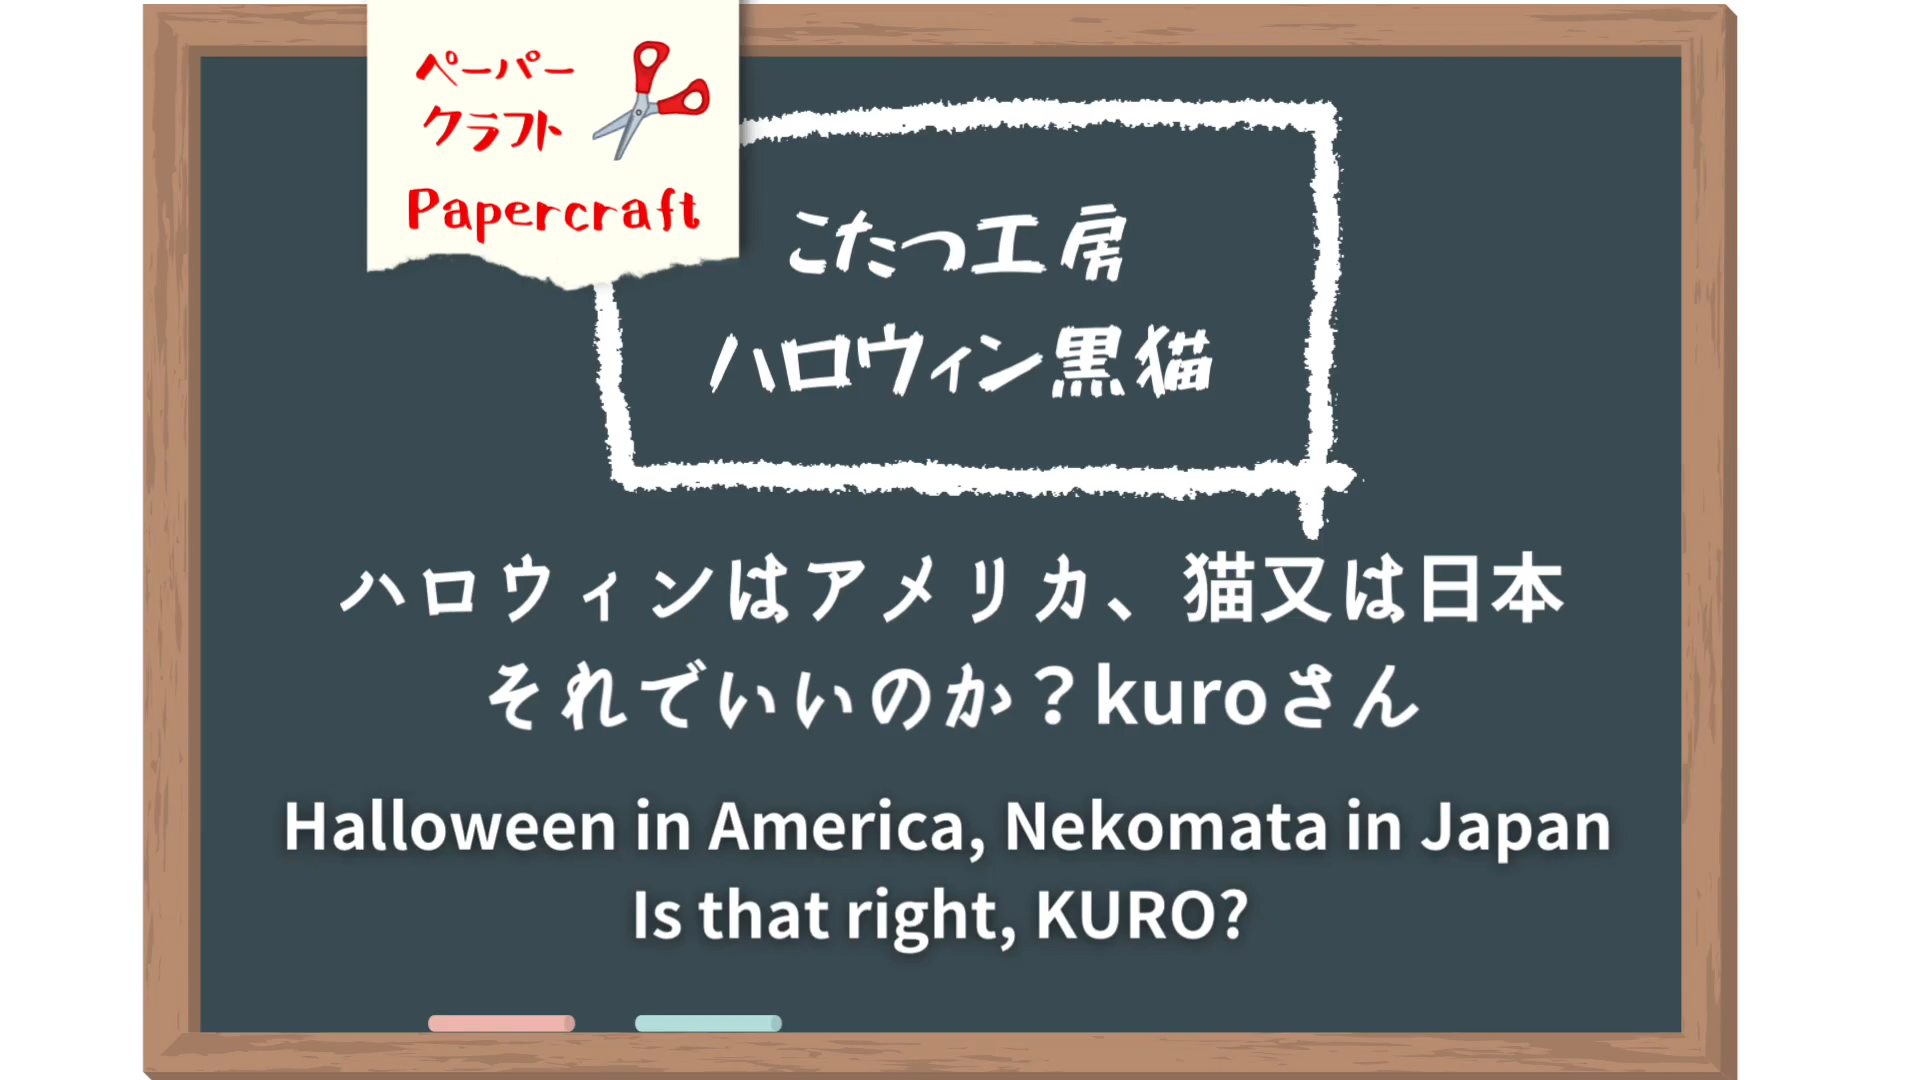 ペーパー
クラフト
Papercraft
こたつ工房
ハロウィン黒猫
ハロウィンはアメリカ、猫又は日本
それでいいのか？kuroさん
Halloween in America, Nekomata in Japan
Is that right, KURO?